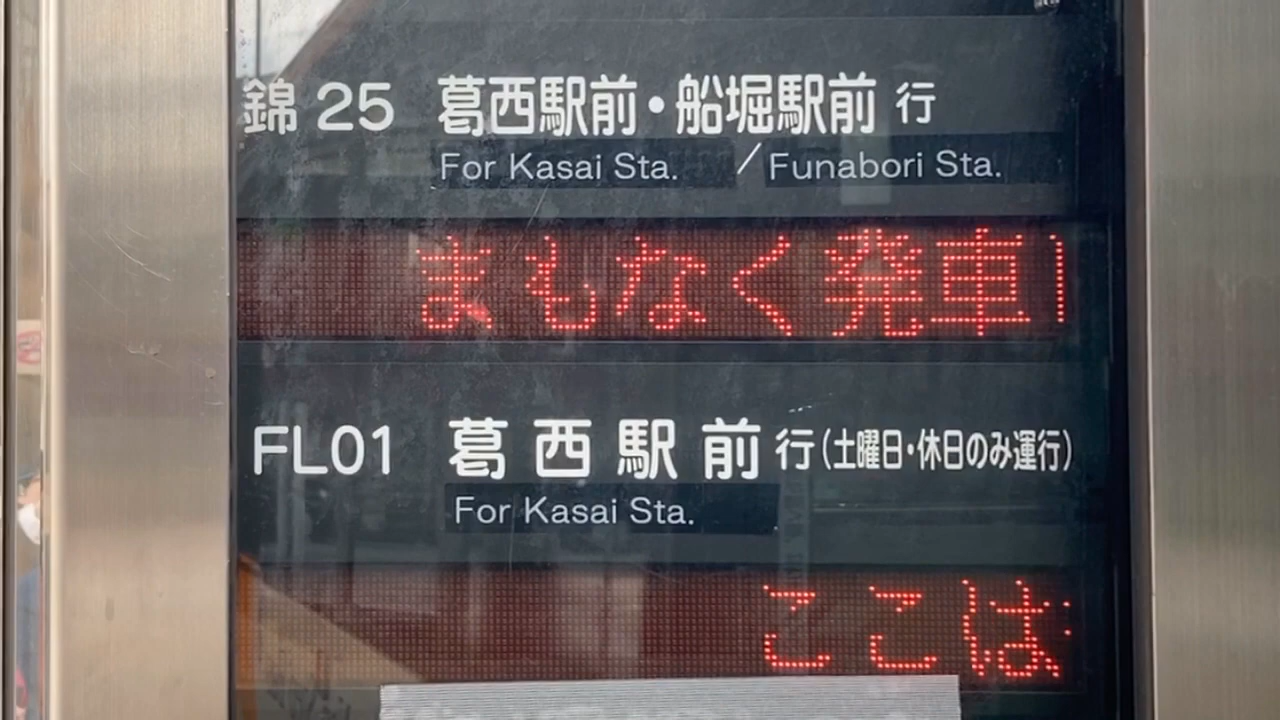 錦 25 葛西駅前・船堀駅前 行
For Kasai Sta. / Funabori Sta.
まもなく発車
FL01 葛西駅前行(土曜日・休日のみ運行)
For Kasai Sta.
ここは